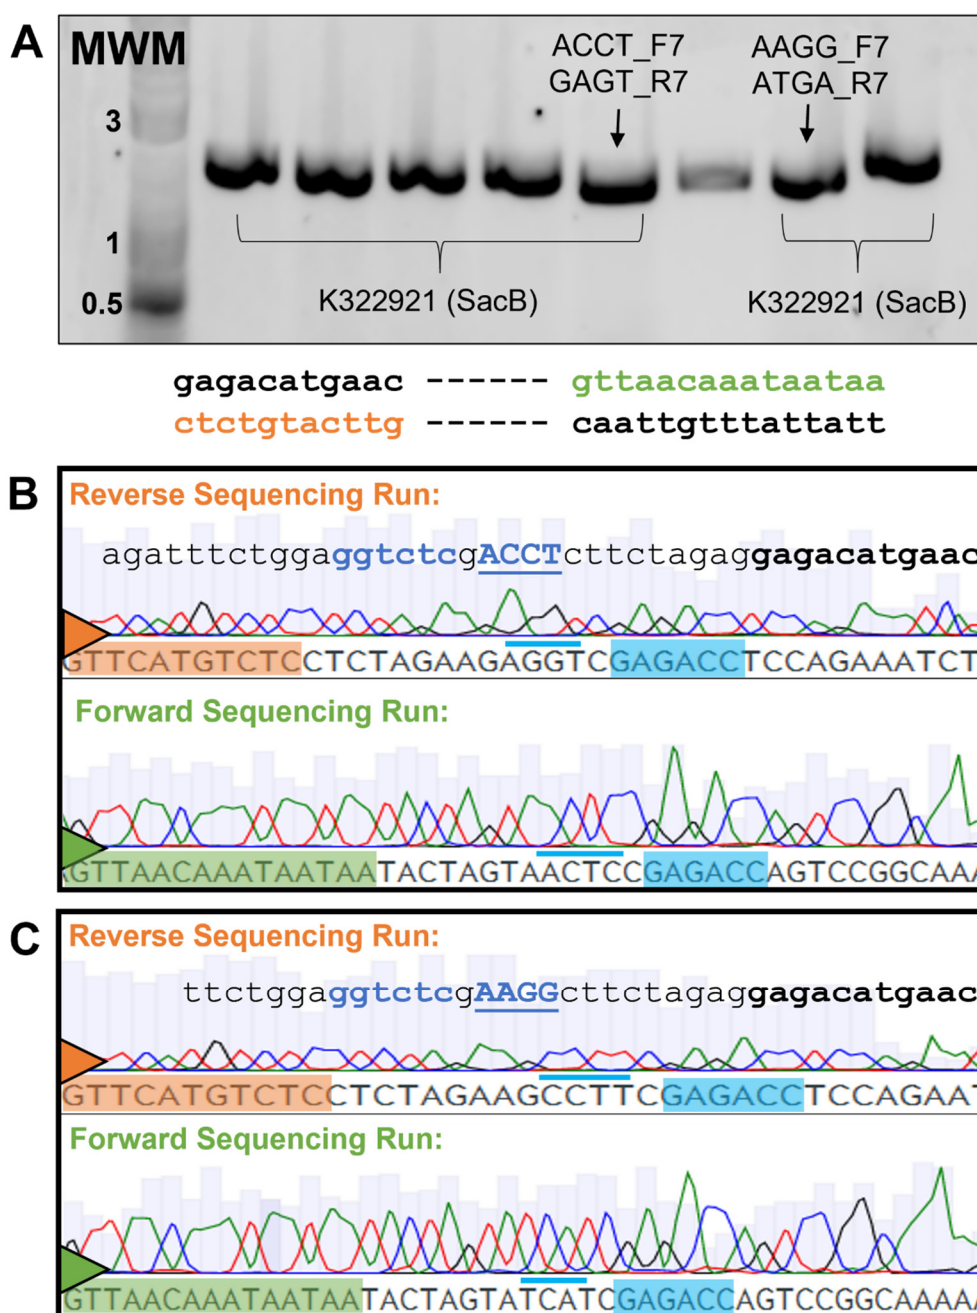 A
MWM
ACCT_F7
GAGT_R7
AAGG_F7
ATGA_R7
3
1
0.5
K322921 (SacB)
K322921 (SacB)
gagacatgaac ------ gttaacaaataataa
ctctgtacttg ------ caattgtttattatt
B
Reverse Sequencing Run:
agatttctggaggtctcgACCTcttctagaggagacatgaac
GTTCATGTCTCCTCTAGAAGAGGTCGAGACCTCCAGAAATCT
Forward Sequencing Run:
GTTAACAAATAATAATACTAGTAACTCCGAGACCAGTCCGGCAAA
C
Reverse Sequencing Run:
ttctggaggtctcgAAGGcttctagaggagacatgaac
GTTCATGTCTCCTCTAGAAGCCTTCGAGACCTCCAGAAT
Forward Sequencing Run:
GTTAACAAATAATAATACTAGTATCATCGAGACCAGTCCGGCAAAA